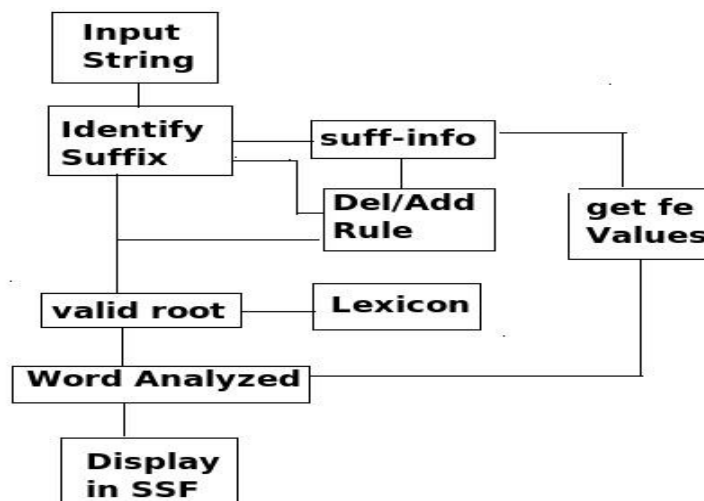 Input
String
Identify
Suffix
suff-info
Del/Add
Rule
get fe
Values
valid root
Lexicon
Word Analyzed
Display
in SSF